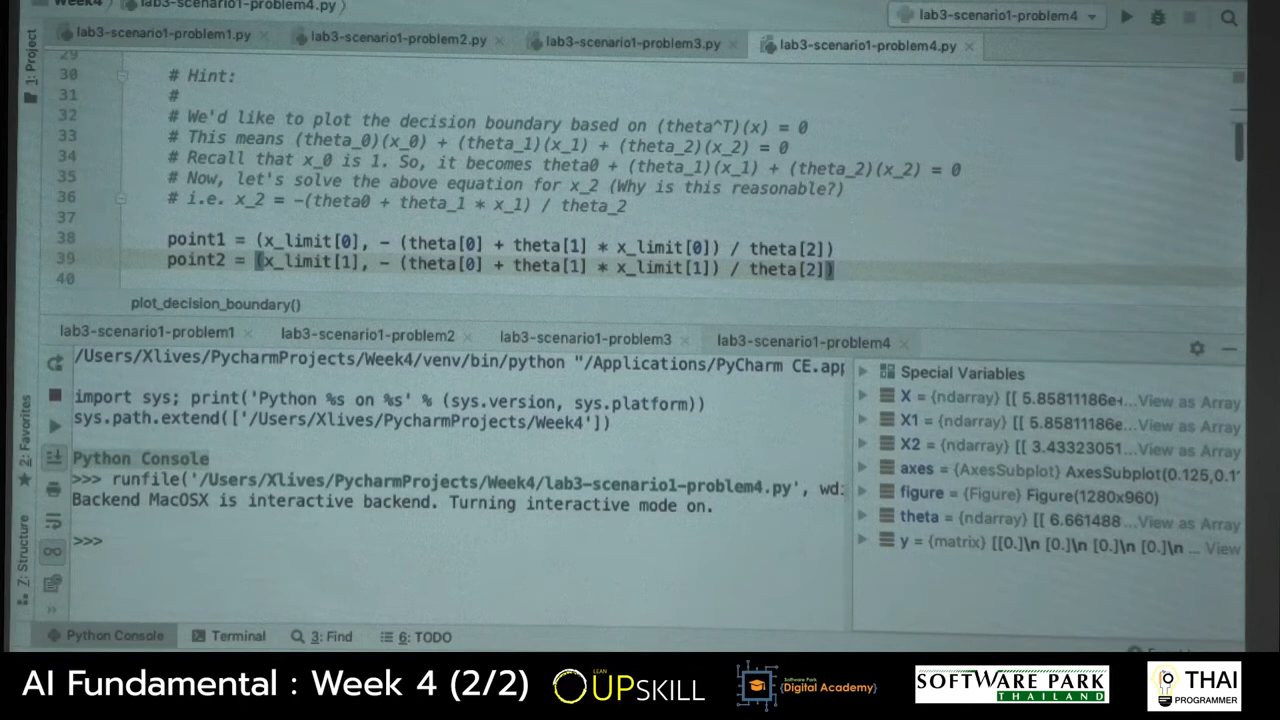 Week4 lab3-scenario1-problem4.py
lab3-scenario1-problem4
lab3-scenario1-problem1.py
lab3-scenario1-problem2.py
lab3-scenario1-problem3.py
lab3-scenario1-problem4.py
1: Project
29
30 # Hint:
31 #
32 # We'd like to plot the decision boundary based on (theta^T)(x) = 0
33 # This means (theta_0)(x_0) + (theta_1)(x_1) + (theta_2)(x_2) = 0
34 # Recall that x_0 is 1. So, it becomes theta0 + (theta_1)(x_1) + (theta_2)(x_2) = 0
35 # Now, let's solve the above equation for x_2 (Why is this reasonable?)
36 # i.e. x_2 = -(theta0 + theta_1 * x_1) / theta_2
37
38 point1 = (x_limit[0], - (theta[0] + theta[1] * x_limit[0]) / theta[2])
39 point2 = (x_limit[1], - (theta[0] + theta[1] * x_limit[1]) / theta[2])
40
plot_decision_boundary()
lab3-scenario1-problem1
lab3-scenario1-problem2
lab3-scenario1-problem3
lab3-scenario1-problem4
/Users/Xlives/PycharmProjects/Week4/venv/bin/python "/Applications/PyCharm CE.app
import sys; print('Python %s on %s' % (sys.version, sys.platform))
sys.path.extend(['/Users/Xlives/PycharmProjects/Week4'])
Python Console
>>> runfile('/Users/Xlives/PycharmProjects/Week4/lab3-scenario1-problem4.py', wd
Backend MacOSX is interactive backend. Turning interactive mode on.
>>>
Special Variables
X = {ndarray} [[ 5.85811186e+...View as Array
X1 = {ndarray} [[ 5.85811186e...View as Array
X2 = {ndarray} [[ 3.43323051...View as Array
axes = {AxesSubplot} AxesSubplot(0.125,0.1
figure = {Figure} Figure(1280x960)
theta = {ndarray} [[ 6.661488 ...View as Array
y = {matrix} [[0.]\n [0.]\n [0.]\n [0.]\n ... View
2: Favorites
7: Structure
Python Console
Terminal
3: Find
6: TODO
AI Fundamental : Week 4 (2/2)
LEAN
UPSKILL
Software Park
{Digital Academy}
SOFTWARE PARK
THAILAND
THAI
PROGRAMMER